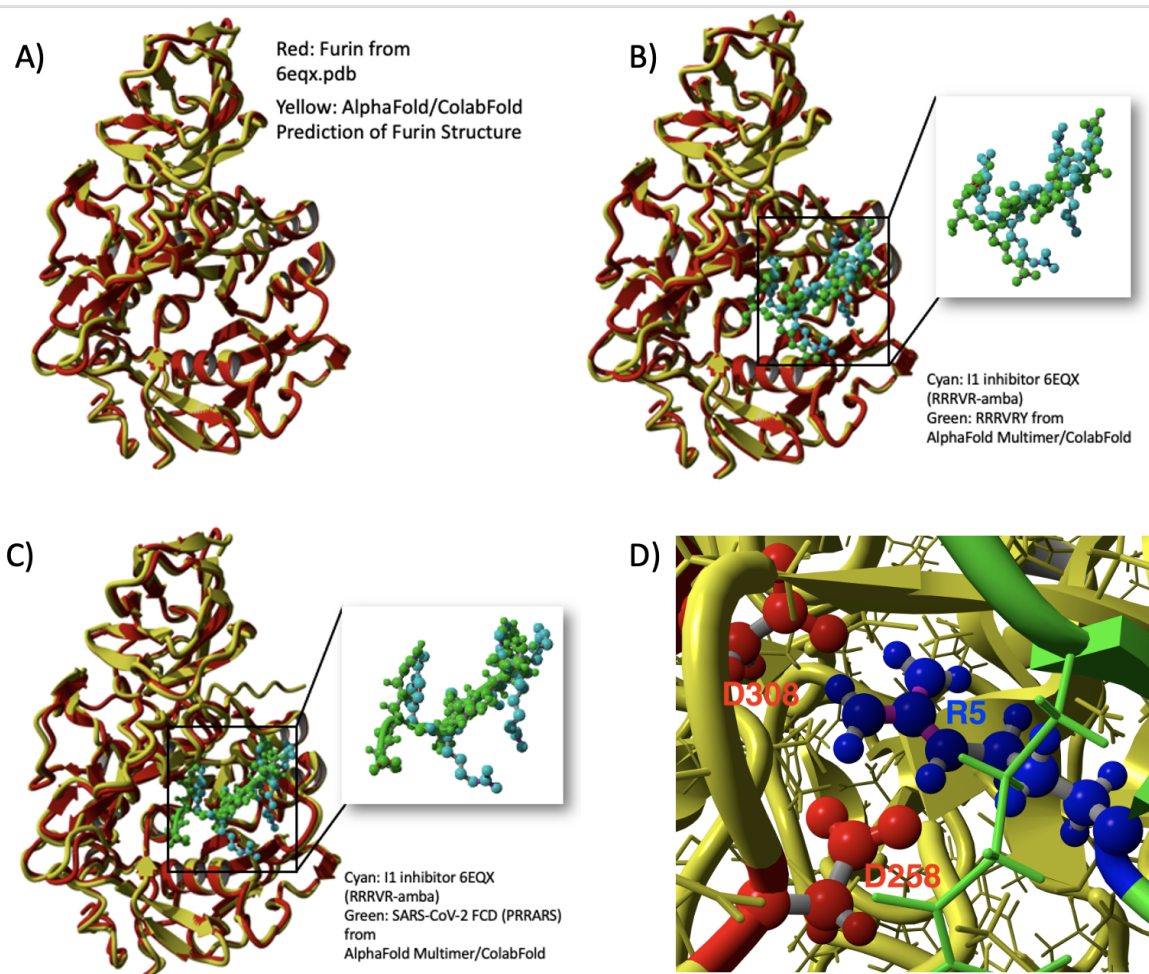 A)
Red: Furin from
6eqx.pdb
Yellow: AlphaFold/ColabFold
Prediction of Furin Structure
B)
Cyan: I1 inhibitor 6EQX
(RRRVR-amba)
Green: RRRVRY from
AlphaFold Multimer/ColabFold
C)
Cyan: I1 inhibitor 6EQX
(RRRVR-amba)
Green: SARS-CoV-2 FCD (PRRARS)
from
AlphaFold Multimer/ColabFold
D)
D308
R5
D258